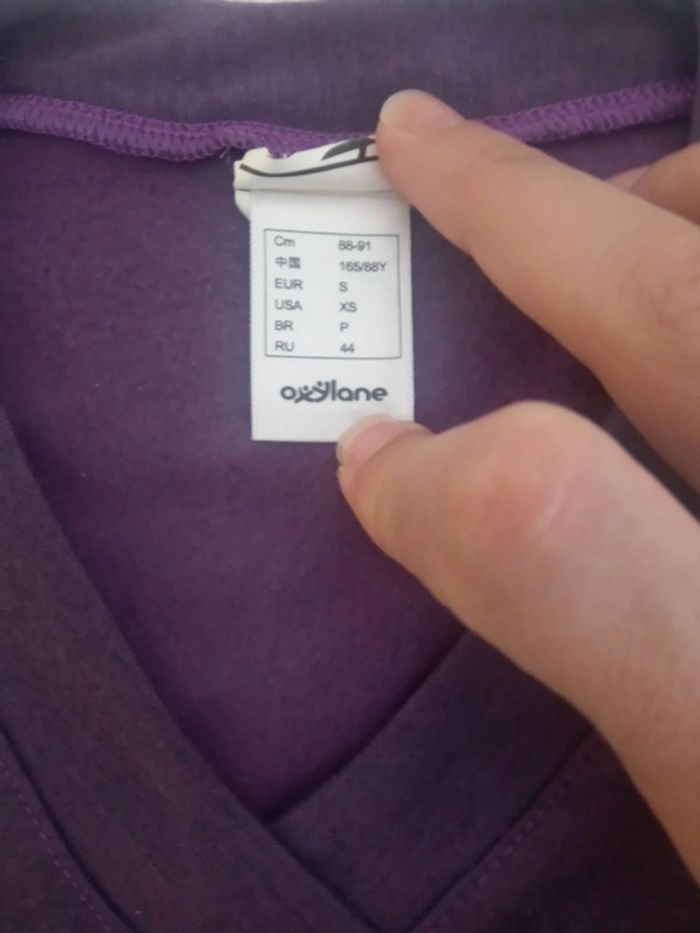 Cm 88-91
中国 165/88Y
EUR S
USA XS
BR P
RU 44
oxylane